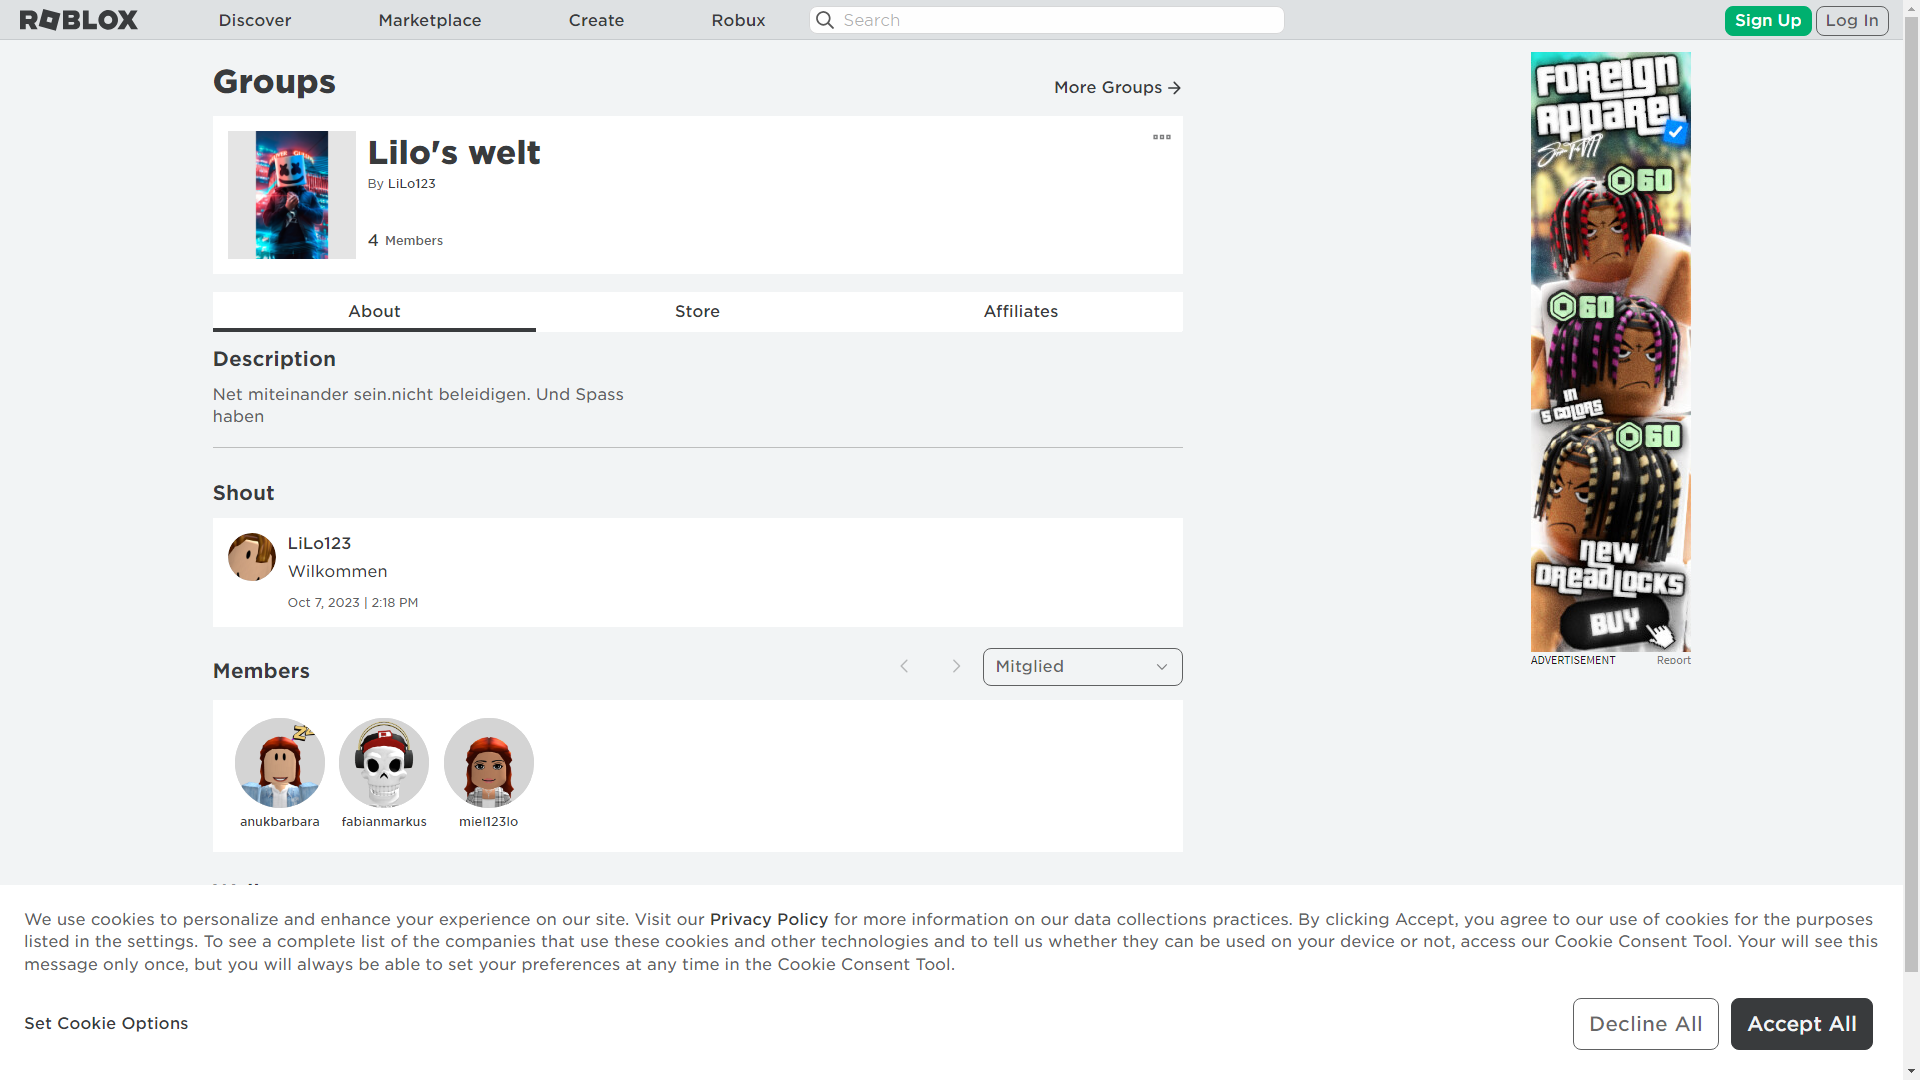 ROBLOX Discover Marketplace Create Robux Search Sign Up Log In
Groups
More Groups
Lilo's welt
By LiLo123
4 Members
About Store Affiliates
Description
Net miteinander sein.nicht beleidigen. Und Spass
haben
Shout
LiLo123
Wilkommen
Oct 7, 2023 | 2:18 PM
Members
Mitglied
anukbarbara fabianmarkus miel123lo
FOREIGN
APPAREL
60
60
IN
5 COLORS
60
NEW
DREADLOCKS
BUY
ADVERTISEMENT Report
We use cookies to personalize and enhance your experience on our site. Visit our Privacy Policy for more information on our data collections practices. By clicking Accept, you agree to our use of cookies for the purposes
listed in the settings. To see a complete list of the companies that use these cookies and other technologies and to tell us whether they can be used on your device or not, access our Cookie Consent Tool. Your will see this
message only once, but you will always be able to set your preferences at any time in the Cookie Consent Tool.
Set Cookie Options
Decline All Accept All